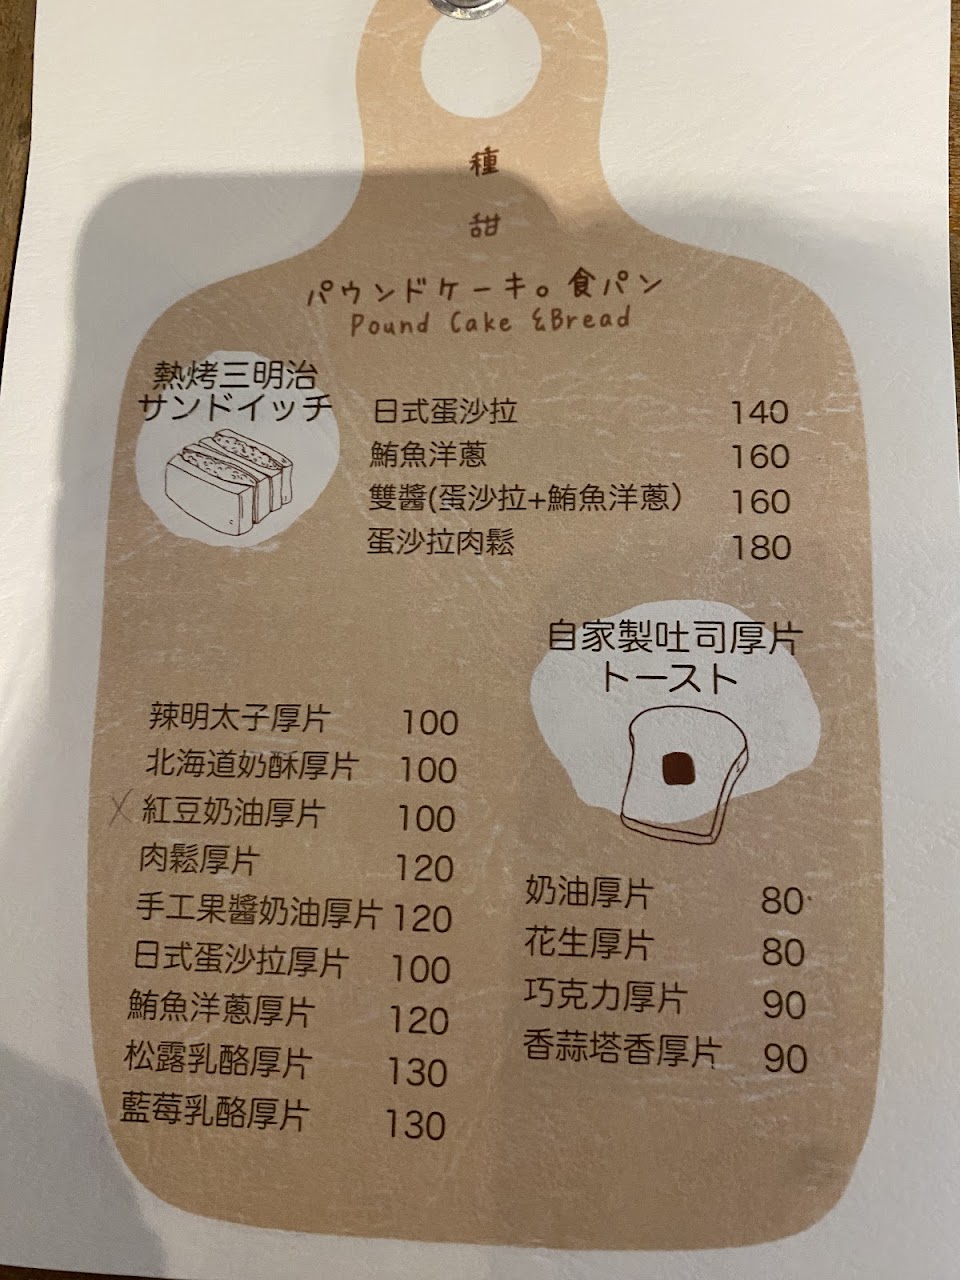 種
甜
パウンドケーキ。食パン
Pound Cake &Bread
熱烤三明治
サンドイッチ
日式蛋沙拉 140
鮪魚洋蔥 160
雙醬(蛋沙拉+鮪魚洋蔥) 160
蛋沙拉肉鬆 180
自家製吐司厚片
トースト
辣明太子厚片 100
北海道奶酥厚片 100
X 紅豆奶油厚片 100
肉鬆厚片 120
手工果醬奶油厚片 120
日式蛋沙拉厚片 100
鮪魚洋蔥厚片 120
松露乳酪厚片 130
藍莓乳酪厚片 130
奶油厚片 80
花生厚片 80
巧克力厚片 90
香蒜塔香厚片 90